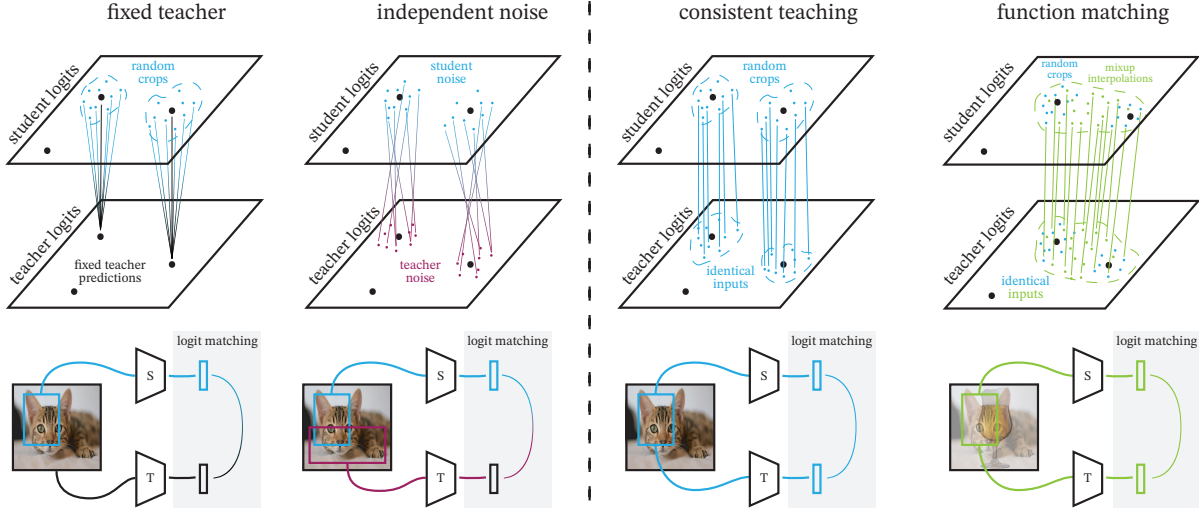 fixed teacher
student logits
random
crops
teacher logits
fixed teacher
predictions
logit matching
S
T
independent noise
student logits
student
noise
teacher logits
teacher
noise
logit matching
S
T
consistent teaching
student logits
random
crops
teacher logits
identical
inputs
logit matching
S
T
function matching
student logits
random
crops
mixup
interpolations
teacher logits
identical
inputs
logit matching
S
T